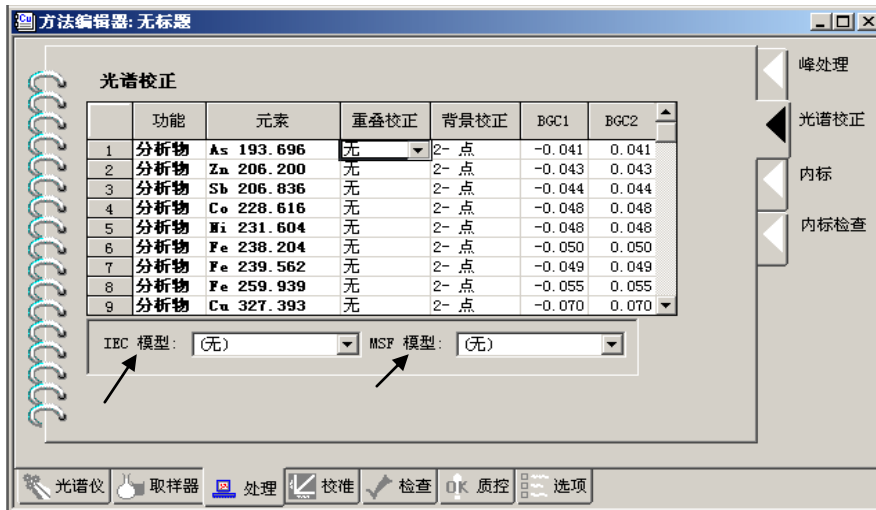 方法编辑器: 无标题
光谱校正
功能 元素 重叠校正 背景校正 BGC1 BGC2
1 分析物 As 193.696 无 2- 点 -0.041 0.041
2 分析物 Zn 206.200 无 2- 点 -0.043 0.043
3 分析物 Sb 206.836 无 2- 点 -0.044 0.044
4 分析物 Co 228.616 无 2- 点 -0.048 0.048
5 分析物 Ni 231.604 无 2- 点 -0.048 0.048
6 分析物 Fe 238.204 无 2- 点 -0.050 0.050
7 分析物 Fe 239.562 无 2- 点 -0.049 0.049
8 分析物 Fe 259.939 无 2- 点 -0.055 0.055
9 分析物 Cu 327.393 无 2- 点 -0.070 0.070
IEC 模型: (无) MSF 模型: (无)
峰处理
光谱校正
内标
内标检查
光谱仪 取样器 处理 校准 检查 OK 质控 选项